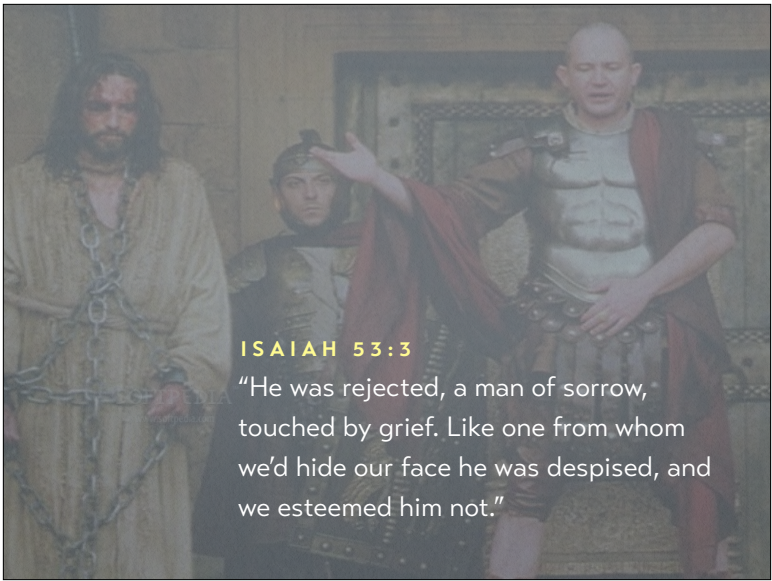 ISAIAH 53:3
“He was rejected, a man of sorrow,
touched by grief. Like one from whom
we’d hide our face he was despised, and
we esteemed him not.”